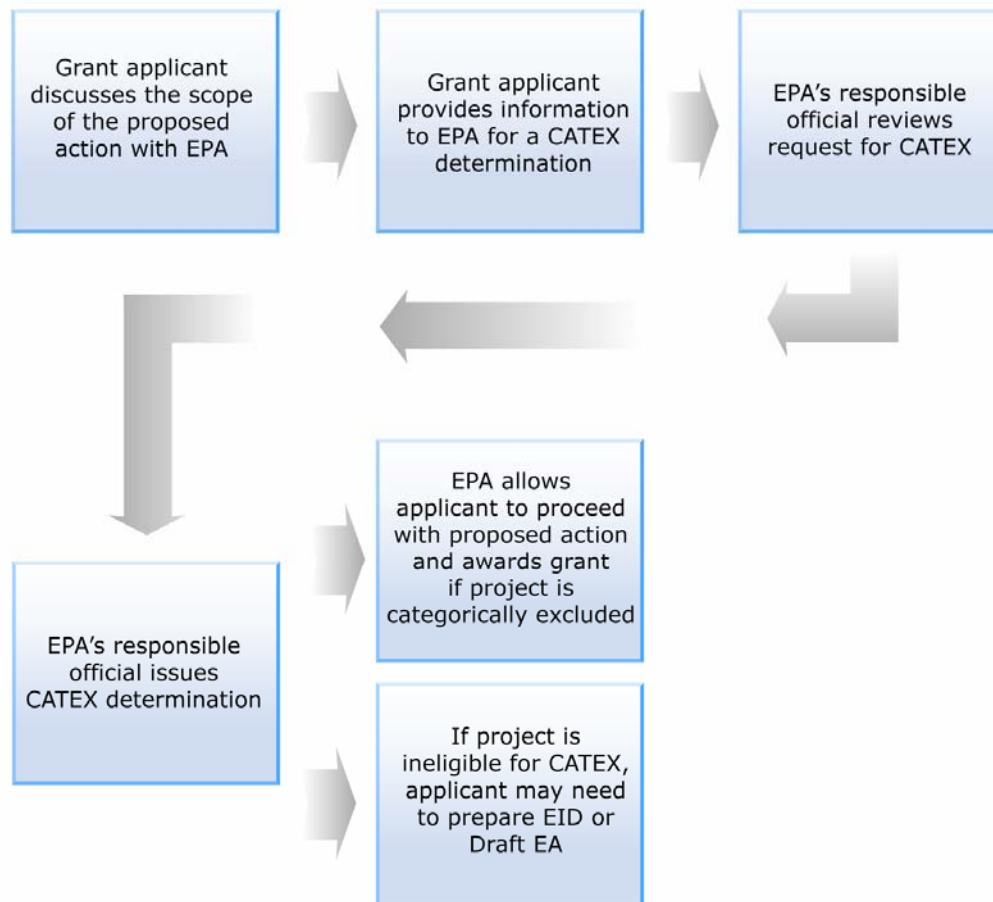 Grant applicant
discusses the scope
of the proposed
action with EPA
Grant applicant
provides information
to EPA for a CATEX
determination
EPA's responsible
official reviews
request for CATEX
EPA's responsible
official issues
CATEX determination
EPA allows
applicant to proceed
with proposed action
and awards grant
if project is
categorically excluded
If project is
ineligible for CATEX,
applicant may need
to prepare EID or
Draft EA